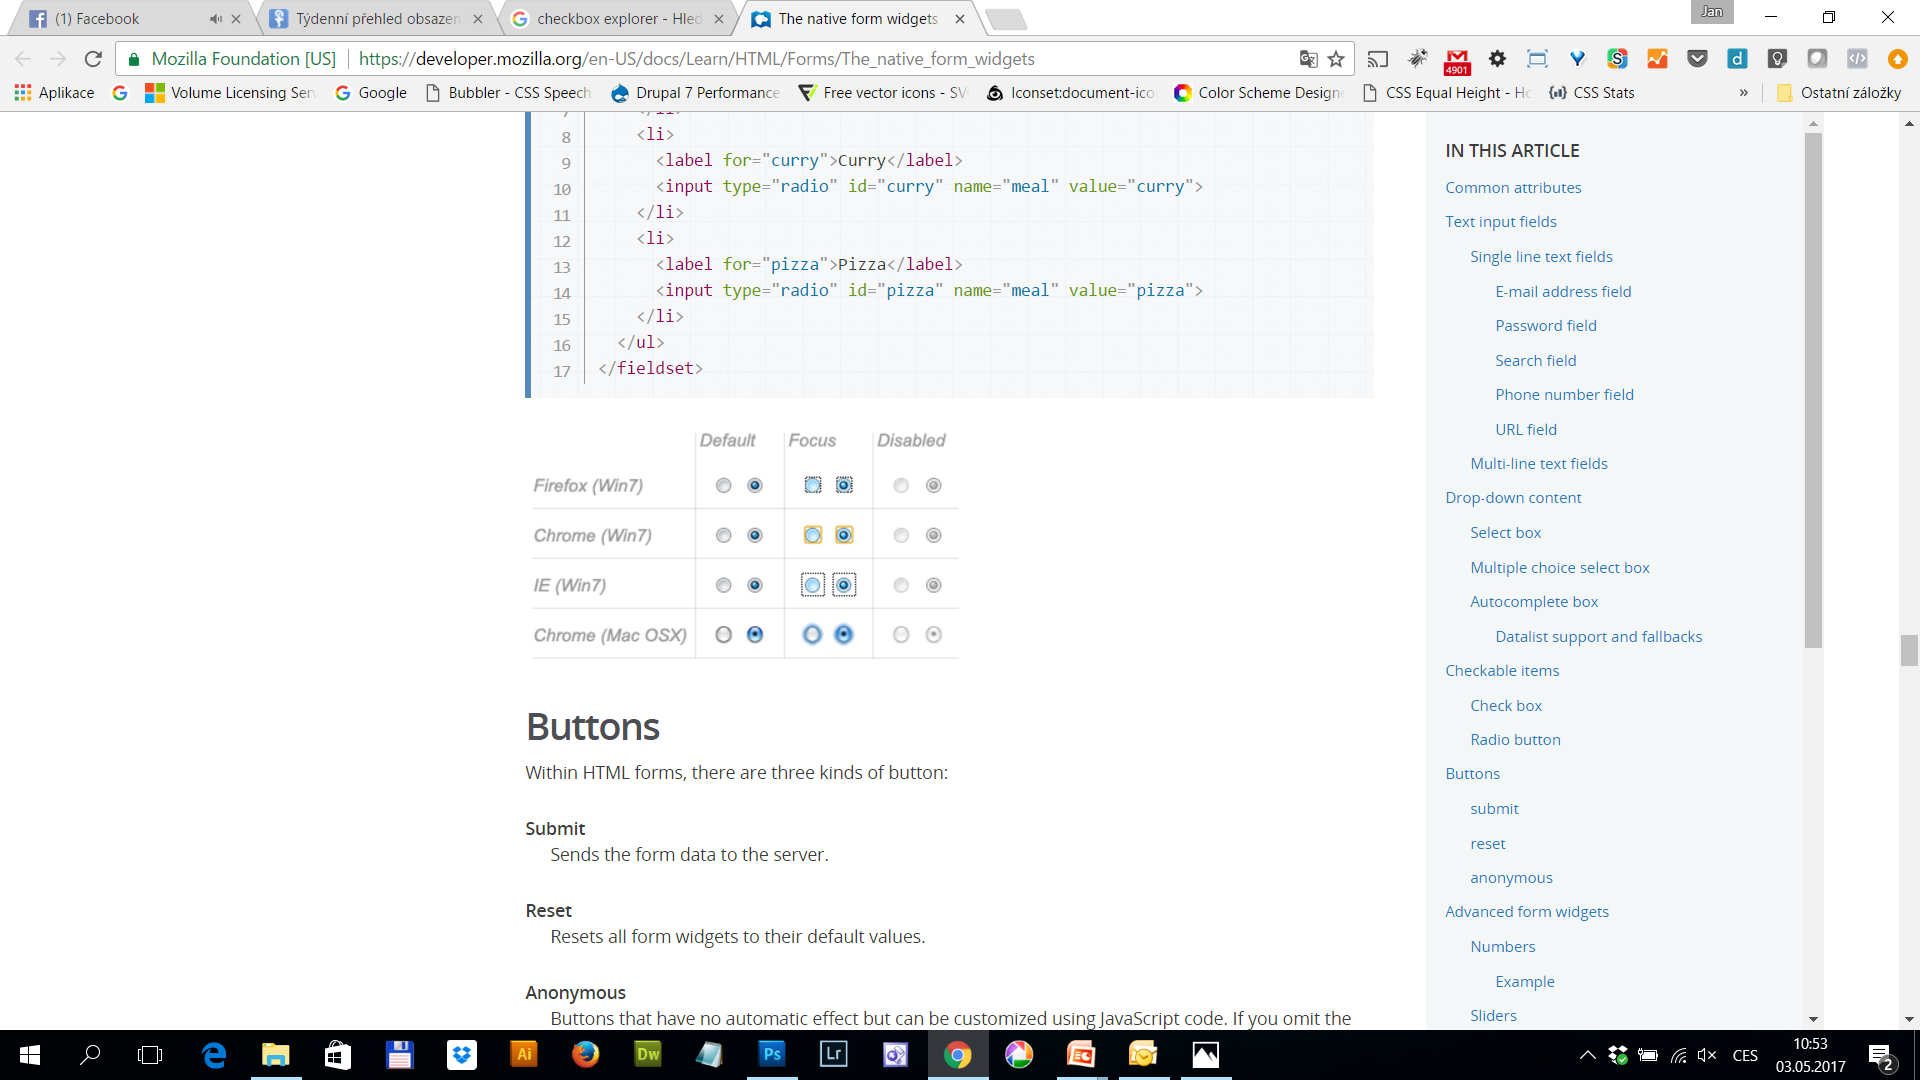 (1) Facebook
Týdenní přehled obsazen
checkbox explorer - Hled
The native form widgets
Jan
Mozilla Foundation [US]
https://developer.mozilla.org/en-US/docs/Learn/HTML/Forms/The_native_form_widgets
4901
Aplikace
Volume Licensing Ser
Google
Bubbler - CSS Speech
Drupal 7 Performance
Free vector icons - SV
Iconset:document-ico
Color Scheme Design
CSS Equal Height - Ho
CSS Stats
»
Ostatní záložky
7 </li>
8 <li>
9 <label for="curry">Curry</label>
10 <input type="radio" id="curry" name="meal" value="curry">
11 </li>
12 <li>
13 <label for="pizza">Pizza</label>
14 <input type="radio" id="pizza" name="meal" value="pizza">
15 </li>
16 </ul>
17 </fieldset>
Default Focus Disabled
Firefox (Win7)
Chrome (Win7)
IE (Win7)
Chrome (Mac OSX)
Buttons
Within HTML forms, there are three kinds of button:
Submit
Sends the form data to the server.
Reset
Resets all form widgets to their default values.
Anonymous
Buttons that have no automatic effect but can be customized using JavaScript code. If you omit the
IN THIS ARTICLE
Common attributes
Text input fields
Single line text fields
E-mail address field
Password field
Search field
Phone number field
URL field
Multi-line text fields
Drop-down content
Select box
Multiple choice select box
Autocomplete box
Datalist support and fallbacks
Checkable items
Check box
Radio button
Buttons
submit
reset
anonymous
Advanced form widgets
Numbers
Example
Sliders
Ai
Dw
Ps
Lr
CES
10:53
03.05.2017
2